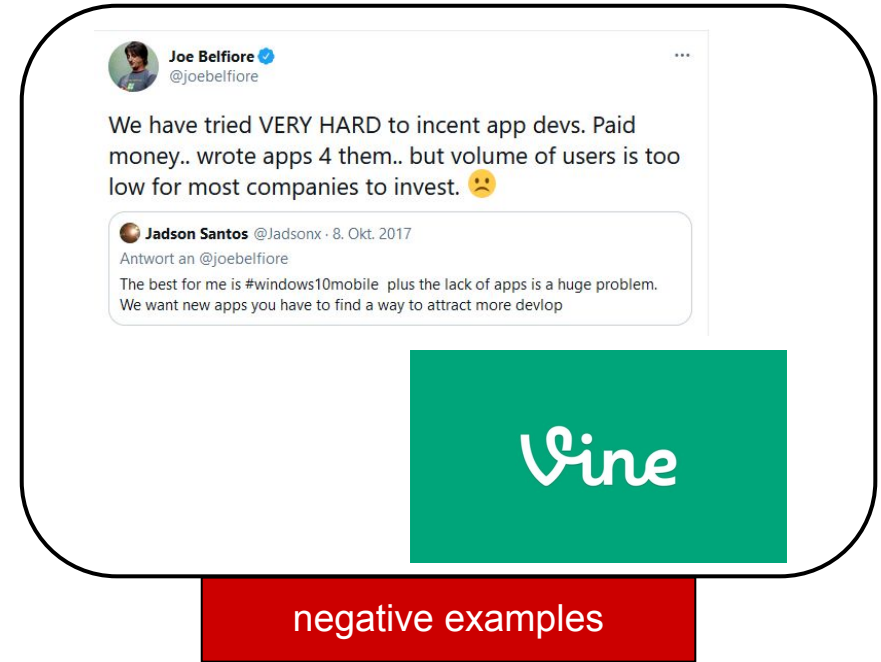 Joe Belfiore
@joebelfiore
We have tried VERY HARD to incent app devs. Paid
money.. wrote apps 4 them.. but volume of users is too
low for most companies to invest. 🙁
Jadson Santos @Jadsonx · 8. Okt. 2017
Antwort an @joebelfiore
The best for me is #windows10mobile plus the lack of apps is a huge problem.
We want new apps you have to find a way to attract more devlop
Vine
negative examples